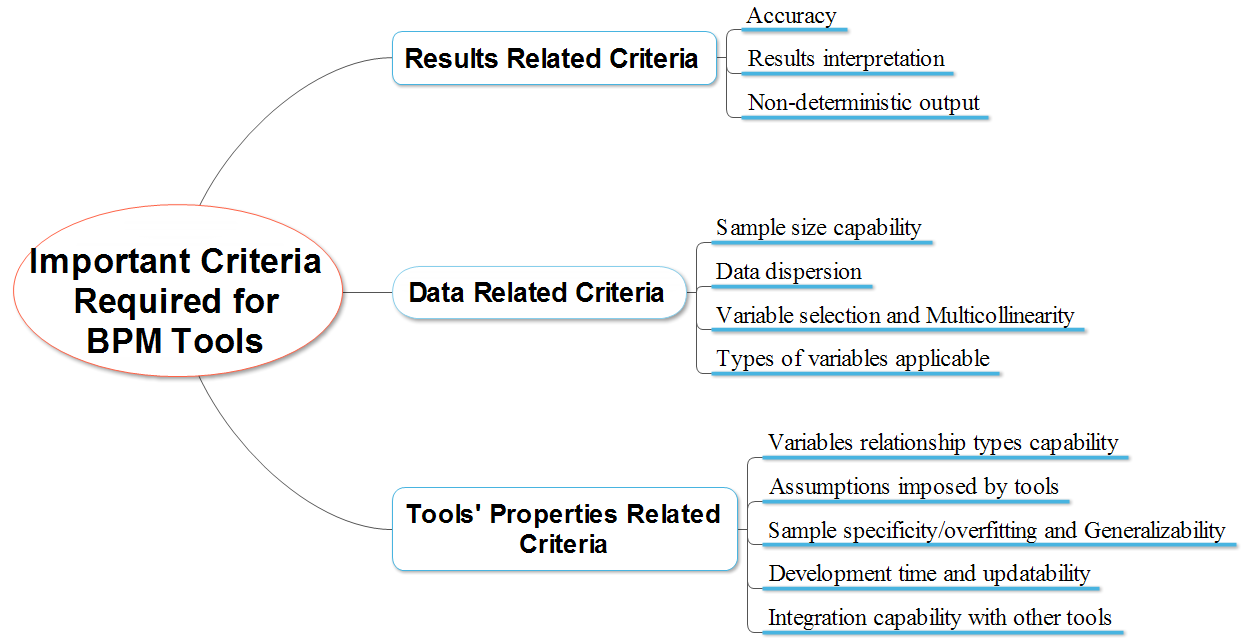 Important Criteria
Required for
BPM Tools
Results Related Criteria
Accuracy
Results interpretation
Non-deterministic output
Data Related Criteria
Sample size capability
Data dispersion
Variable selection and Multicollinearity
Types of variables applicable
Tools' Properties Related
Criteria
Variables relationship types capability
Assumptions imposed by tools
Sample specificity/overfitting and Generalizability
Development time and updatability
Integration capability with other tools